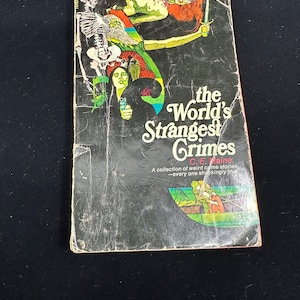 the
World's
Strangest
Crimes
C. E. Maine
A collection of weird crime stories
—every one shockingly true